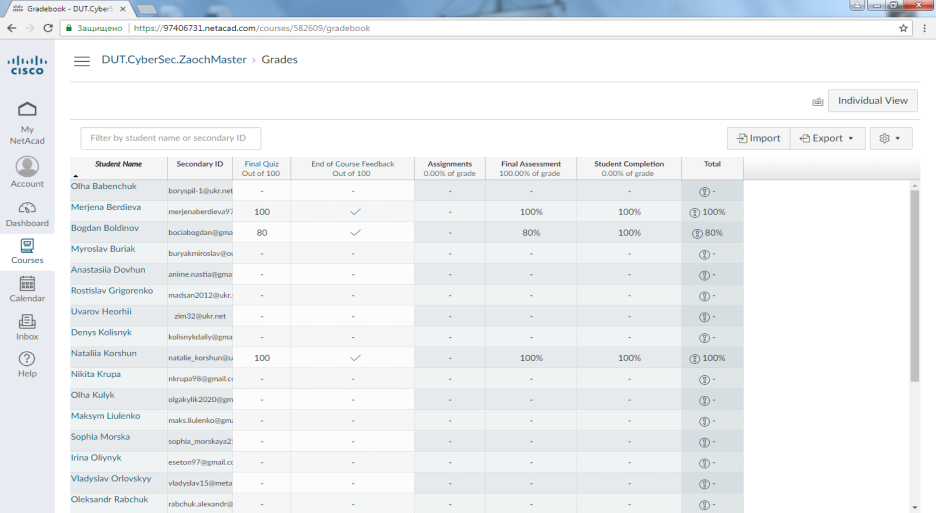 Gradebook - DUT.CyberS
Защищено | https://97406731.netacad.com/courses/582609/gradebook
CISCO
DUT.CyberSec.ZaochMaster > Grades
Individual View
My NetAcad
Account
Dashboard
Courses
Calendar
Inbox
Help
Filter by student name or secondary ID
Import
Export
Student Name Secondary ID Final Quiz End of Course Feedback Assignments Final Assessment Student Completion Total
Out of 100 Out of 100 0.00% of grade 100.00% of grade 0.00% of grade
Olha Babenchuk boryspil-1@ukr.net - - - - - -
Merjena Berdieva merjenaberdieva97 100 - 100% 100% 100%
Bogdan Boldinov bociabogdan@gma 80 - 80% 100% 80%
Myroslav Buriak buryakmiroslav@ou - - - - - -
Anastasiia Dovhun anime.nastia@gma - - - - - -
Rostislav Grigorenko madsan2012@ukr. - - - - - -
Uvarov Heorhii zim32@ukr.net - - - - - -
Denys Kolisnyk kolisnykdaily@gma - - - - - -
Nataliia Korshun natalie_korshun@u 100 - 100% 100% 100%
Nikita Krupa nkrupa98@gmail.co - - - - - -
Olha Kulyk olgakylik2020@gm - - - - - -
Maksym Liulenko maks.liulenko@gm - - - - - -
Sophia Morska sophia_morskaya2 - - - - - -
Irina Oliynyk eseton97@gmail.co - - - - - -
Vladyslav Orlovskyy vladyslav15@meta - - - - - -
Oleksandr Rabchuk rabchuk.alexandr@ - - - - - -